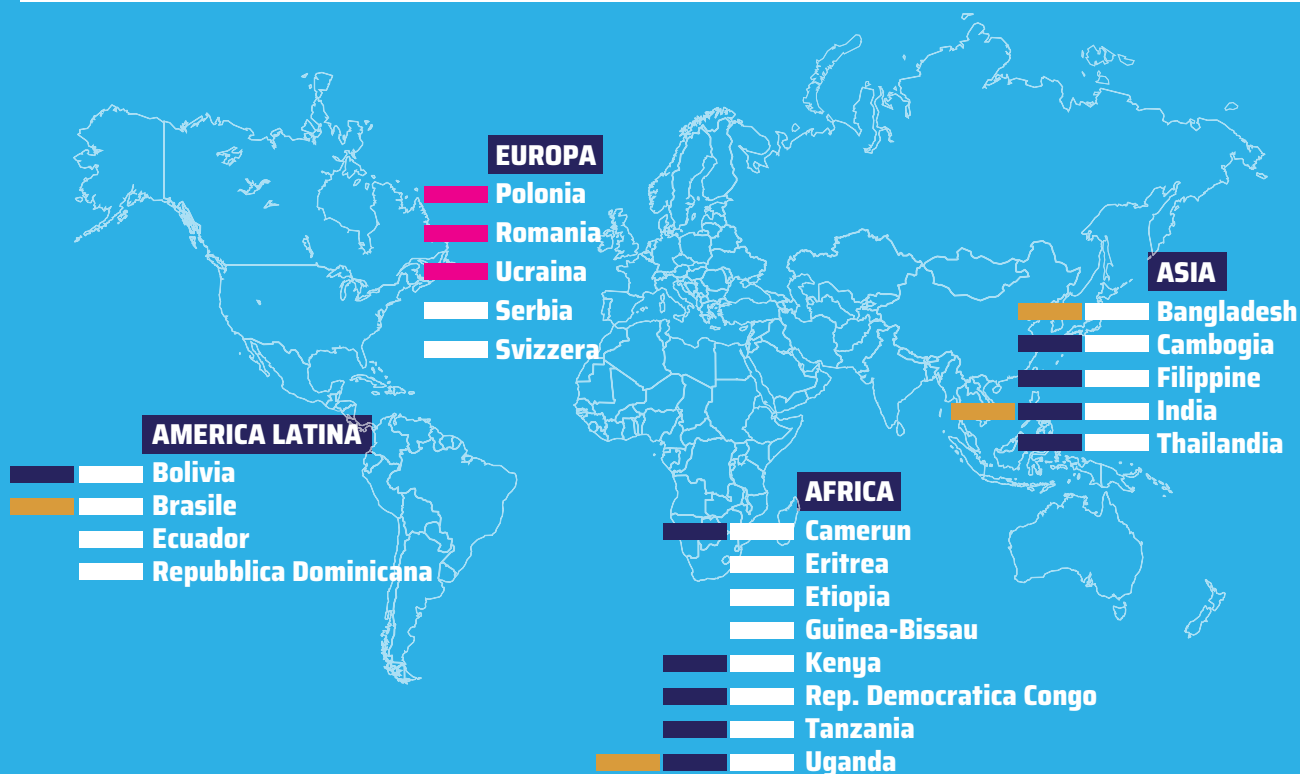 EUROPA
Polonia
Romania
Ucraina
Serbia
Svizzera
ASIA
Bangladesh
Cambogia
Filippine
India
Thailandia
AMERICA LATINA
Bolivia
Brasile
Ecuador
Repubblica Dominicana
AFRICA
Camerun
Eritrea
Etiopia
Guinea-Bissau
Kenya
Rep. Democratica Congo
Tanzania
Uganda